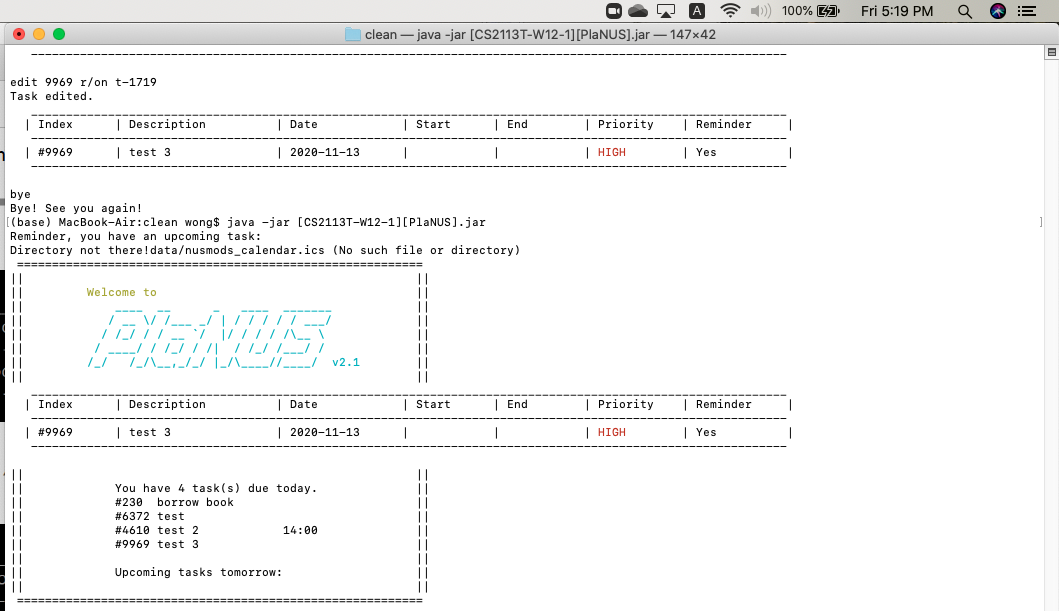 100% Fri 5:19 PM
clean — java -jar [CS2113T-W12-1][PlaNUS].jar — 147×42
edit 9969 r/on t-1719
Task edited.
| Index | Description | Date | Start | End | Priority | Reminder |
| #9969 | test 3 | 2020-11-13 | | | HIGH | Yes |
bye
Bye! See you again!
[(base) MacBook-Air:clean wong$ java -jar [CS2113T-W12-1][PlaNUS].jar ]
Reminder, you have an upcoming task:
Directory not there!data/nusmods_calendar.ics (No such file or directory)
Welcome to
PlaNUS
v2.1
| Index | Description | Date | Start | End | Priority | Reminder |
| #9969 | test 3 | 2020-11-13 | | | HIGH | Yes |
You have 4 task(s) due today.
#230 borrow book
#6372 test
#4610 test 2 14:00
#9969 test 3
Upcoming tasks tomorrow: